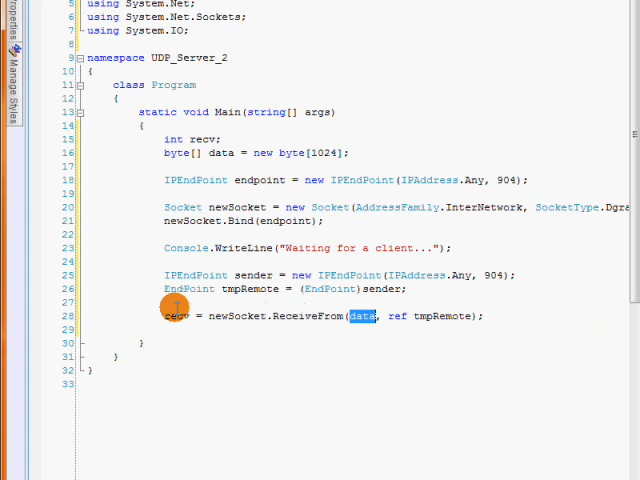 Properties
Manage Styles
5 using System.Net;
6 using System.Net.Sockets;
7 using System.IO;
8
9 namespace UDP_Server_2
10 {
11 class Program
12 {
13 static void Main(string[] args)
14 {
15 int recv;
16 byte[] data = new byte[1024];
17
18 IPEndPoint endpoint = new IPEndPoint(IPAddress.Any, 904);
19
20 Socket newSocket = new Socket(AddressFamily.InterNetwork, SocketType.Dgra
21 newSocket.Bind(endpoint);
22
23 Console.WriteLine("Waiting for a client...");
24
25 IPEndPoint sender = new IPEndPoint(IPAddress.Any, 904);
26 EndPoint tmpRemote = (EndPoint)sender;
27
28 recv = newSocket.ReceiveFrom(data, ref tmpRemote);
29
30 }
31 }
32 }
33